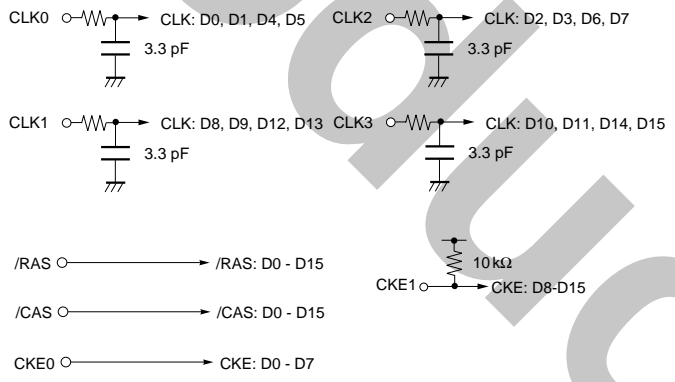 CLK0 CLK: D0, D1, D4, D5
3.3 pF
CLK2 CLK: D2, D3, D6, D7
3.3 pF
CLK1 CLK: D8, D9, D12, D13
3.3 pF
CLK3 CLK: D10, D11, D14, D15
3.3 pF
/RAS /RAS: D0 - D15
/CAS /CAS: D0 - D15
CKE0 CKE: D0 - D7
10 kΩ
CKE1 CKE: D8-D15